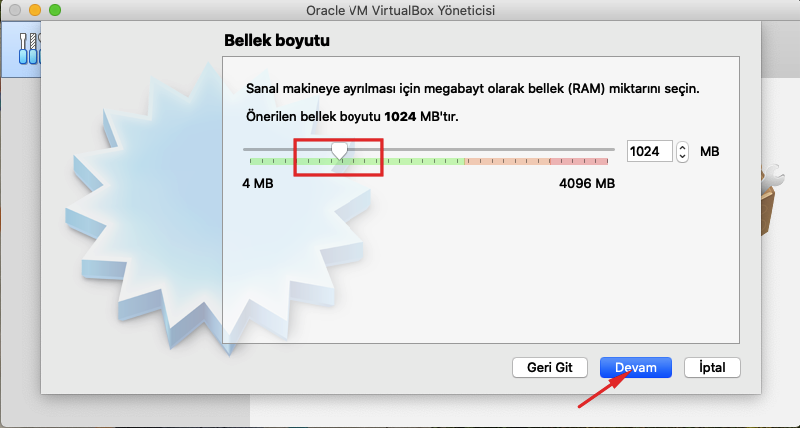 Oracle VM VirtualBox Yöneticisi
Bellek boyutu
Sanal makineye ayrılması için megabayt olarak bellek (RAM) miktarını seçin.
Önerilen bellek boyutu 1024 MB'tır.
1024 MB
4 MB 4096 MB
Geri Git Devam İptal